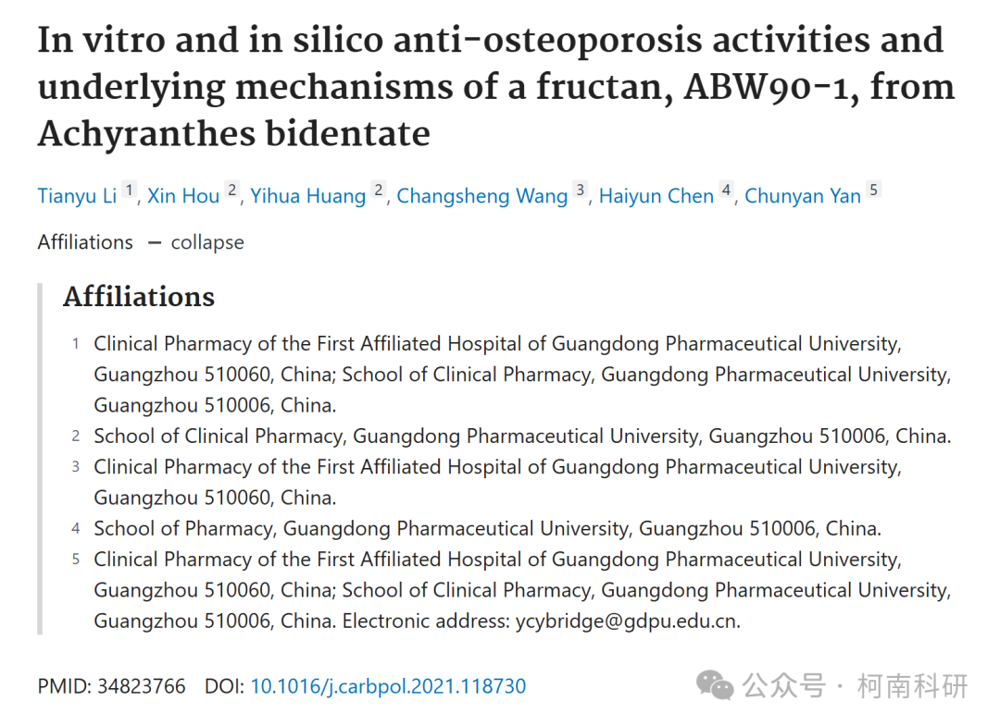 In vitro and in silico anti-osteoporosis activities and
underlying mechanisms of a fructan, ABW90-1, from
Achyranthes bidentate
Tianyu Li 1, Xin Hou 2, Yihua Huang 2, Changsheng Wang 3, Haiyun Chen 4, Chunyan Yan 5
Affiliations — collapse
Affiliations
1 Clinical Pharmacy of the First Affiliated Hospital of Guangdong Pharmaceutical University,
Guangzhou 510060, China; School of Clinical Pharmacy, Guangdong Pharmaceutical University,
Guangzhou 510006, China.
2 School of Clinical Pharmacy, Guangdong Pharmaceutical University, Guangzhou 510006, China.
3 Clinical Pharmacy of the First Affiliated Hospital of Guangdong Pharmaceutical University,
Guangzhou 510060, China.
4 School of Pharmacy, Guangdong Pharmaceutical University, Guangzhou 510006, China.
5 Clinical Pharmacy of the First Affiliated Hospital of Guangdong Pharmaceutical University,
Guangzhou 510060, China; School of Clinical Pharmacy, Guangdong Pharmaceutical University,
Guangzhou 510006, China. Electronic address: ycybridge@gdpu.edu.cn.
PMID: 34823766 DOI: 10.1016/j.carbpol.2021.118730
公众号 · 柯南科研